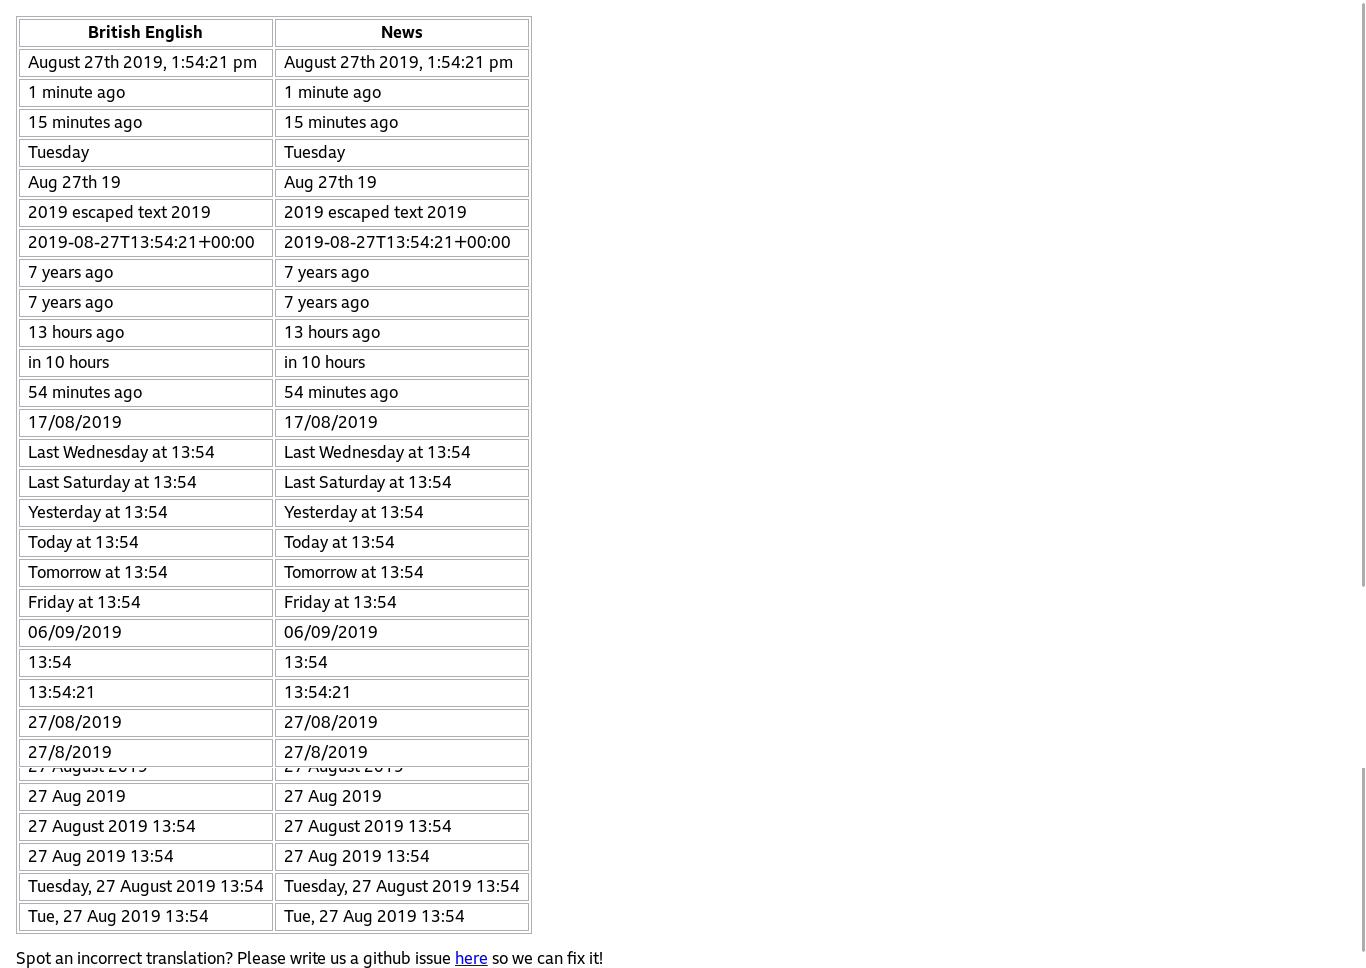 British English News
August 27th 2019, 1:54:21 pm August 27th 2019, 1:54:21 pm
1 minute ago 1 minute ago
15 minutes ago 15 minutes ago
Tuesday Tuesday
Aug 27th 19 Aug 27th 19
2019 escaped text 2019 2019 escaped text 2019
2019-08-27T13:54:21+00:00 2019-08-27T13:54:21+00:00
7 years ago 7 years ago
7 years ago 7 years ago
13 hours ago 13 hours ago
in 10 hours in 10 hours
54 minutes ago 54 minutes ago
17/08/2019 17/08/2019
Last Wednesday at 13:54 Last Wednesday at 13:54
Last Saturday at 13:54 Last Saturday at 13:54
Yesterday at 13:54 Yesterday at 13:54
Today at 13:54 Today at 13:54
Tomorrow at 13:54 Tomorrow at 13:54
Friday at 13:54 Friday at 13:54
06/09/2019 06/09/2019
13:54 13:54
13:54:21 13:54:21
27/08/2019 27/08/2019
27/8/2019 27/8/2019
27 August 2019 27 August 2019
27 Aug 2019 27 Aug 2019
27 August 2019 13:54 27 August 2019 13:54
27 Aug 2019 13:54 27 Aug 2019 13:54
Tuesday, 27 August 2019 13:54 Tuesday, 27 August 2019 13:54
Tue, 27 Aug 2019 13:54 Tue, 27 Aug 2019 13:54
Spot an incorrect translation? Please write us a github issue here so we can fix it!